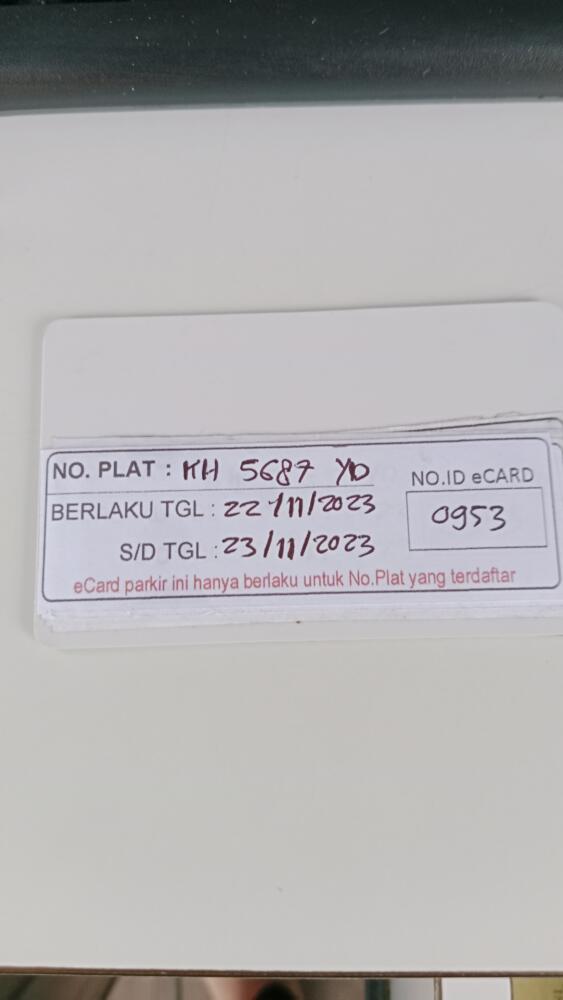 NO. PLAT : KH 5687 YD
NO.ID eCARD
BERLAKU TGL : 22/11/2023
0953
S/D TGL : 23/11/2023
eCard parkir ini hanya berlaku untuk No.Plat yang terdaftar